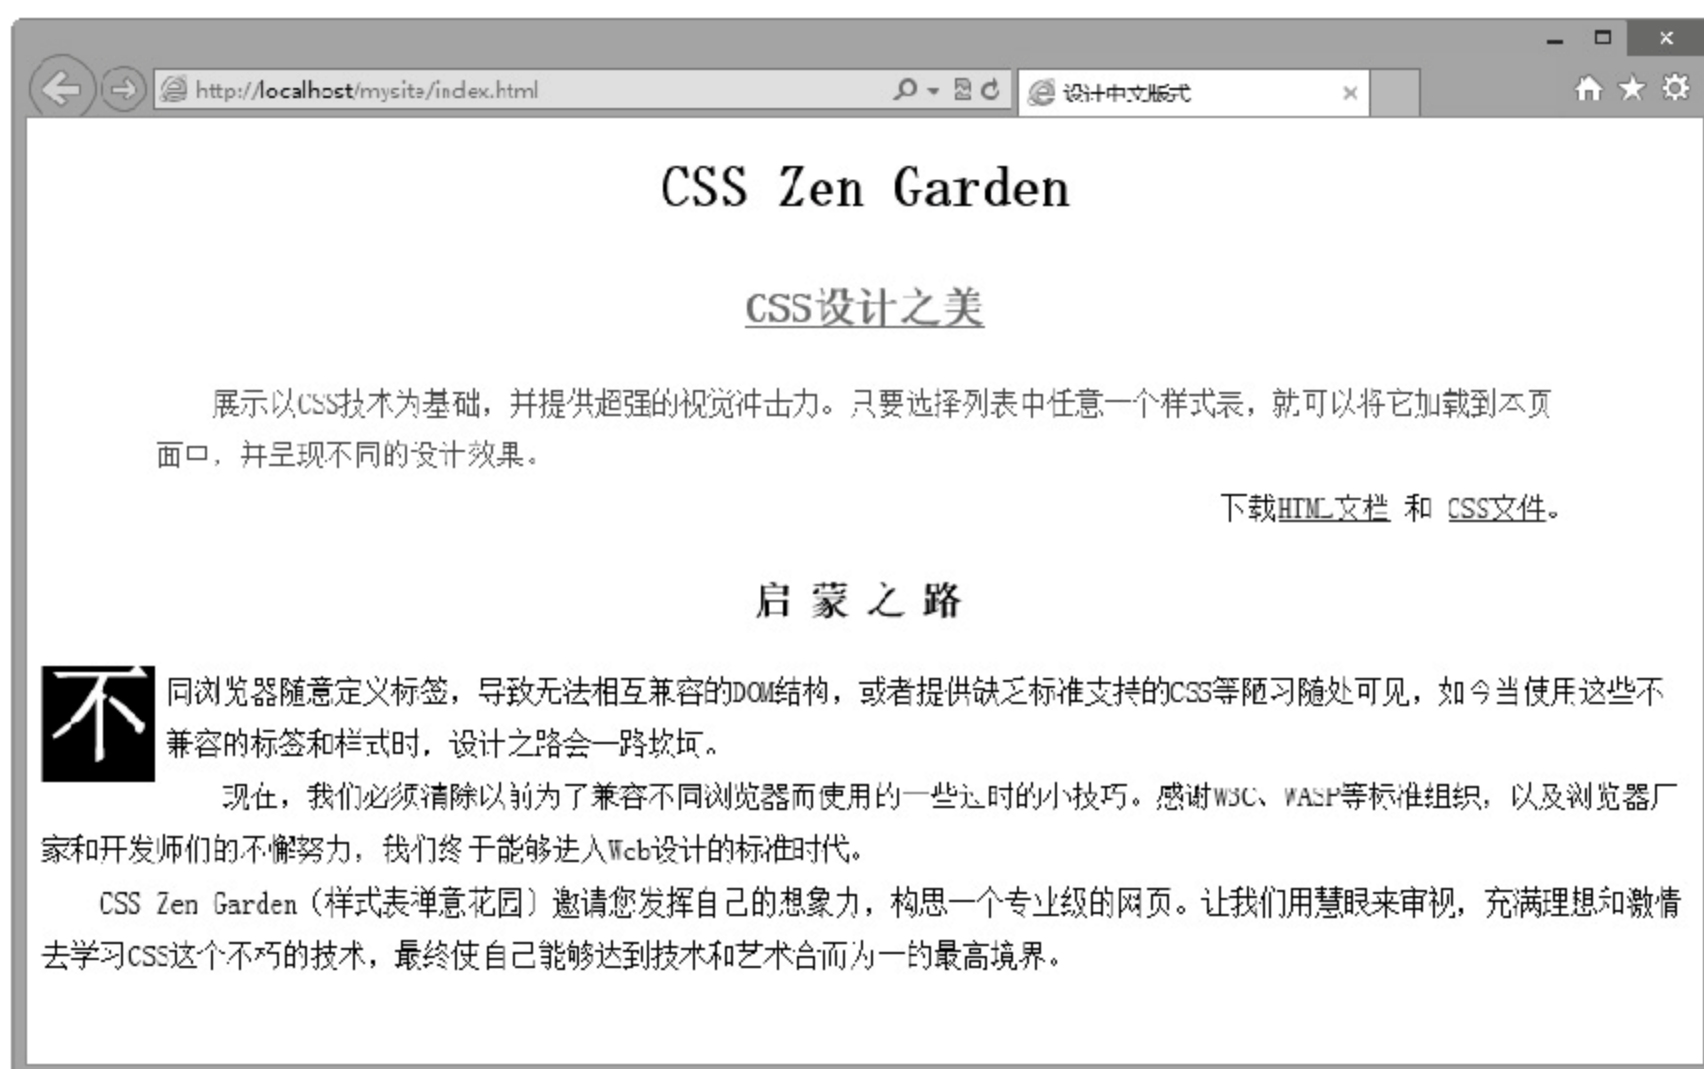 http://localhost/mysite/index.html
设计中文版式
CSS Zen Garden
CSS设计之美
展示以CSS技术为基础，并提供超强的视觉冲击力。只要选择列表中任意一个样式表，就可以将它加载到本页
面中，并呈现不同的设计效果。
下载HTML文档 和 CSS文件。
启蒙之路
不
同浏览器随意定义标签，导致无法相互兼容的DOM结构，或者提供缺乏标准支持的CSS等陋习随处可见，如今当使用这些不
兼容的标签和样式时，设计之路会一路坎坷。
现在，我们必须清除以前为了兼容不同浏览器而使用的一些过时的小技巧。感谢W3C、WASP等标准组织，以及浏览器厂
家和开发师们的不懈努力，我们终于能够进入Web设计的标准时代。
CSS Zen Garden（样式表禅意花园）邀请您发挥自己的想象力，构思一个专业级的网页。让我们用慧眼来审视，充满理想和激情
去学习CSS这个不朽的技术，最终使自己能够达到技术和艺术合而为一的最高境界。